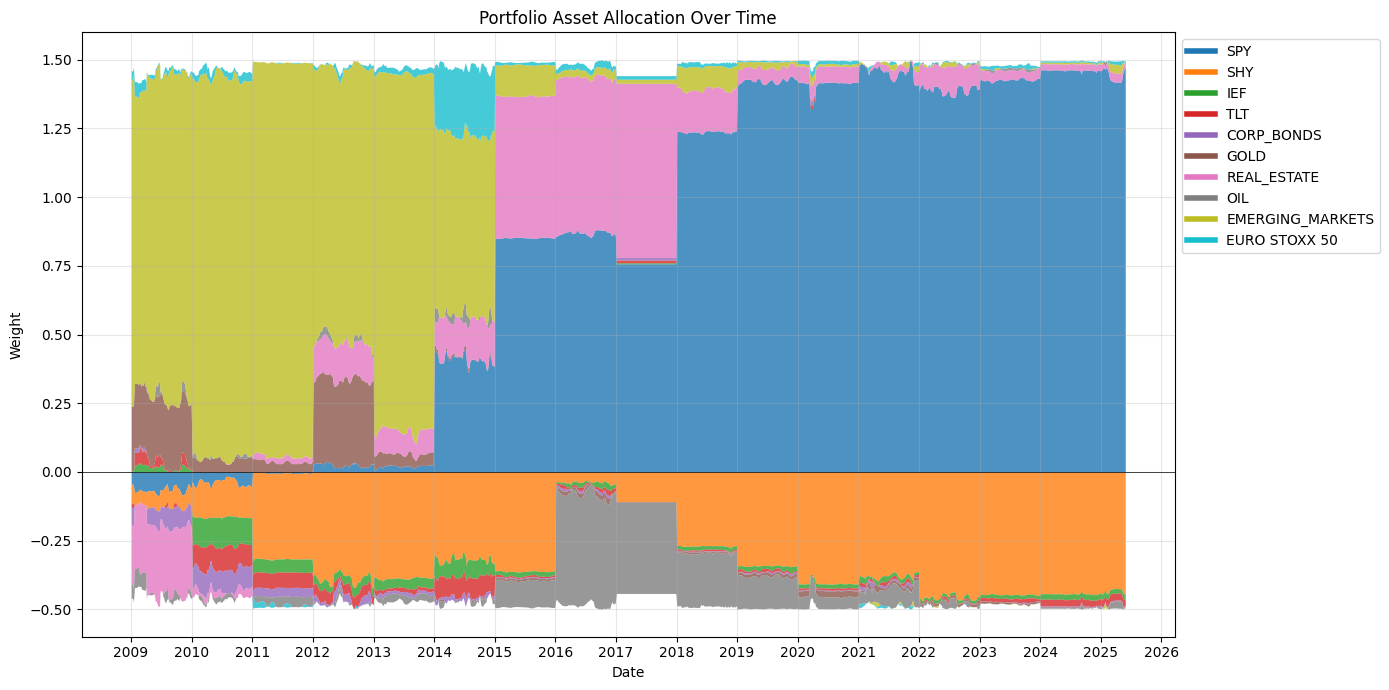 Portfolio Asset Allocation Over Time
1.50
1.25
1.00
0.75
0.50
0.25
0.00
−0.25
−0.50
Weight
2009 2010 2011 2012 2013 2014 2015 2016 2017 2018 2019 2020 2021 2022 2023 2024 2025 2026
Date
SPY
SHY
IEF
TLT
CORP_BONDS
GOLD
REAL_ESTATE
OIL
EMERGING_MARKETS
EURO STOXX 50